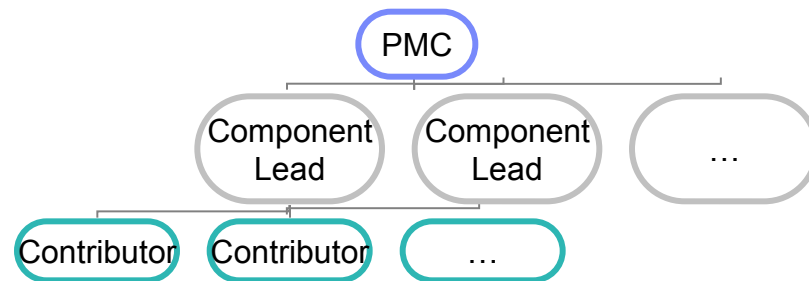 PMC
Component
Lead
Component
Lead
…
Contributor
Contributor
…